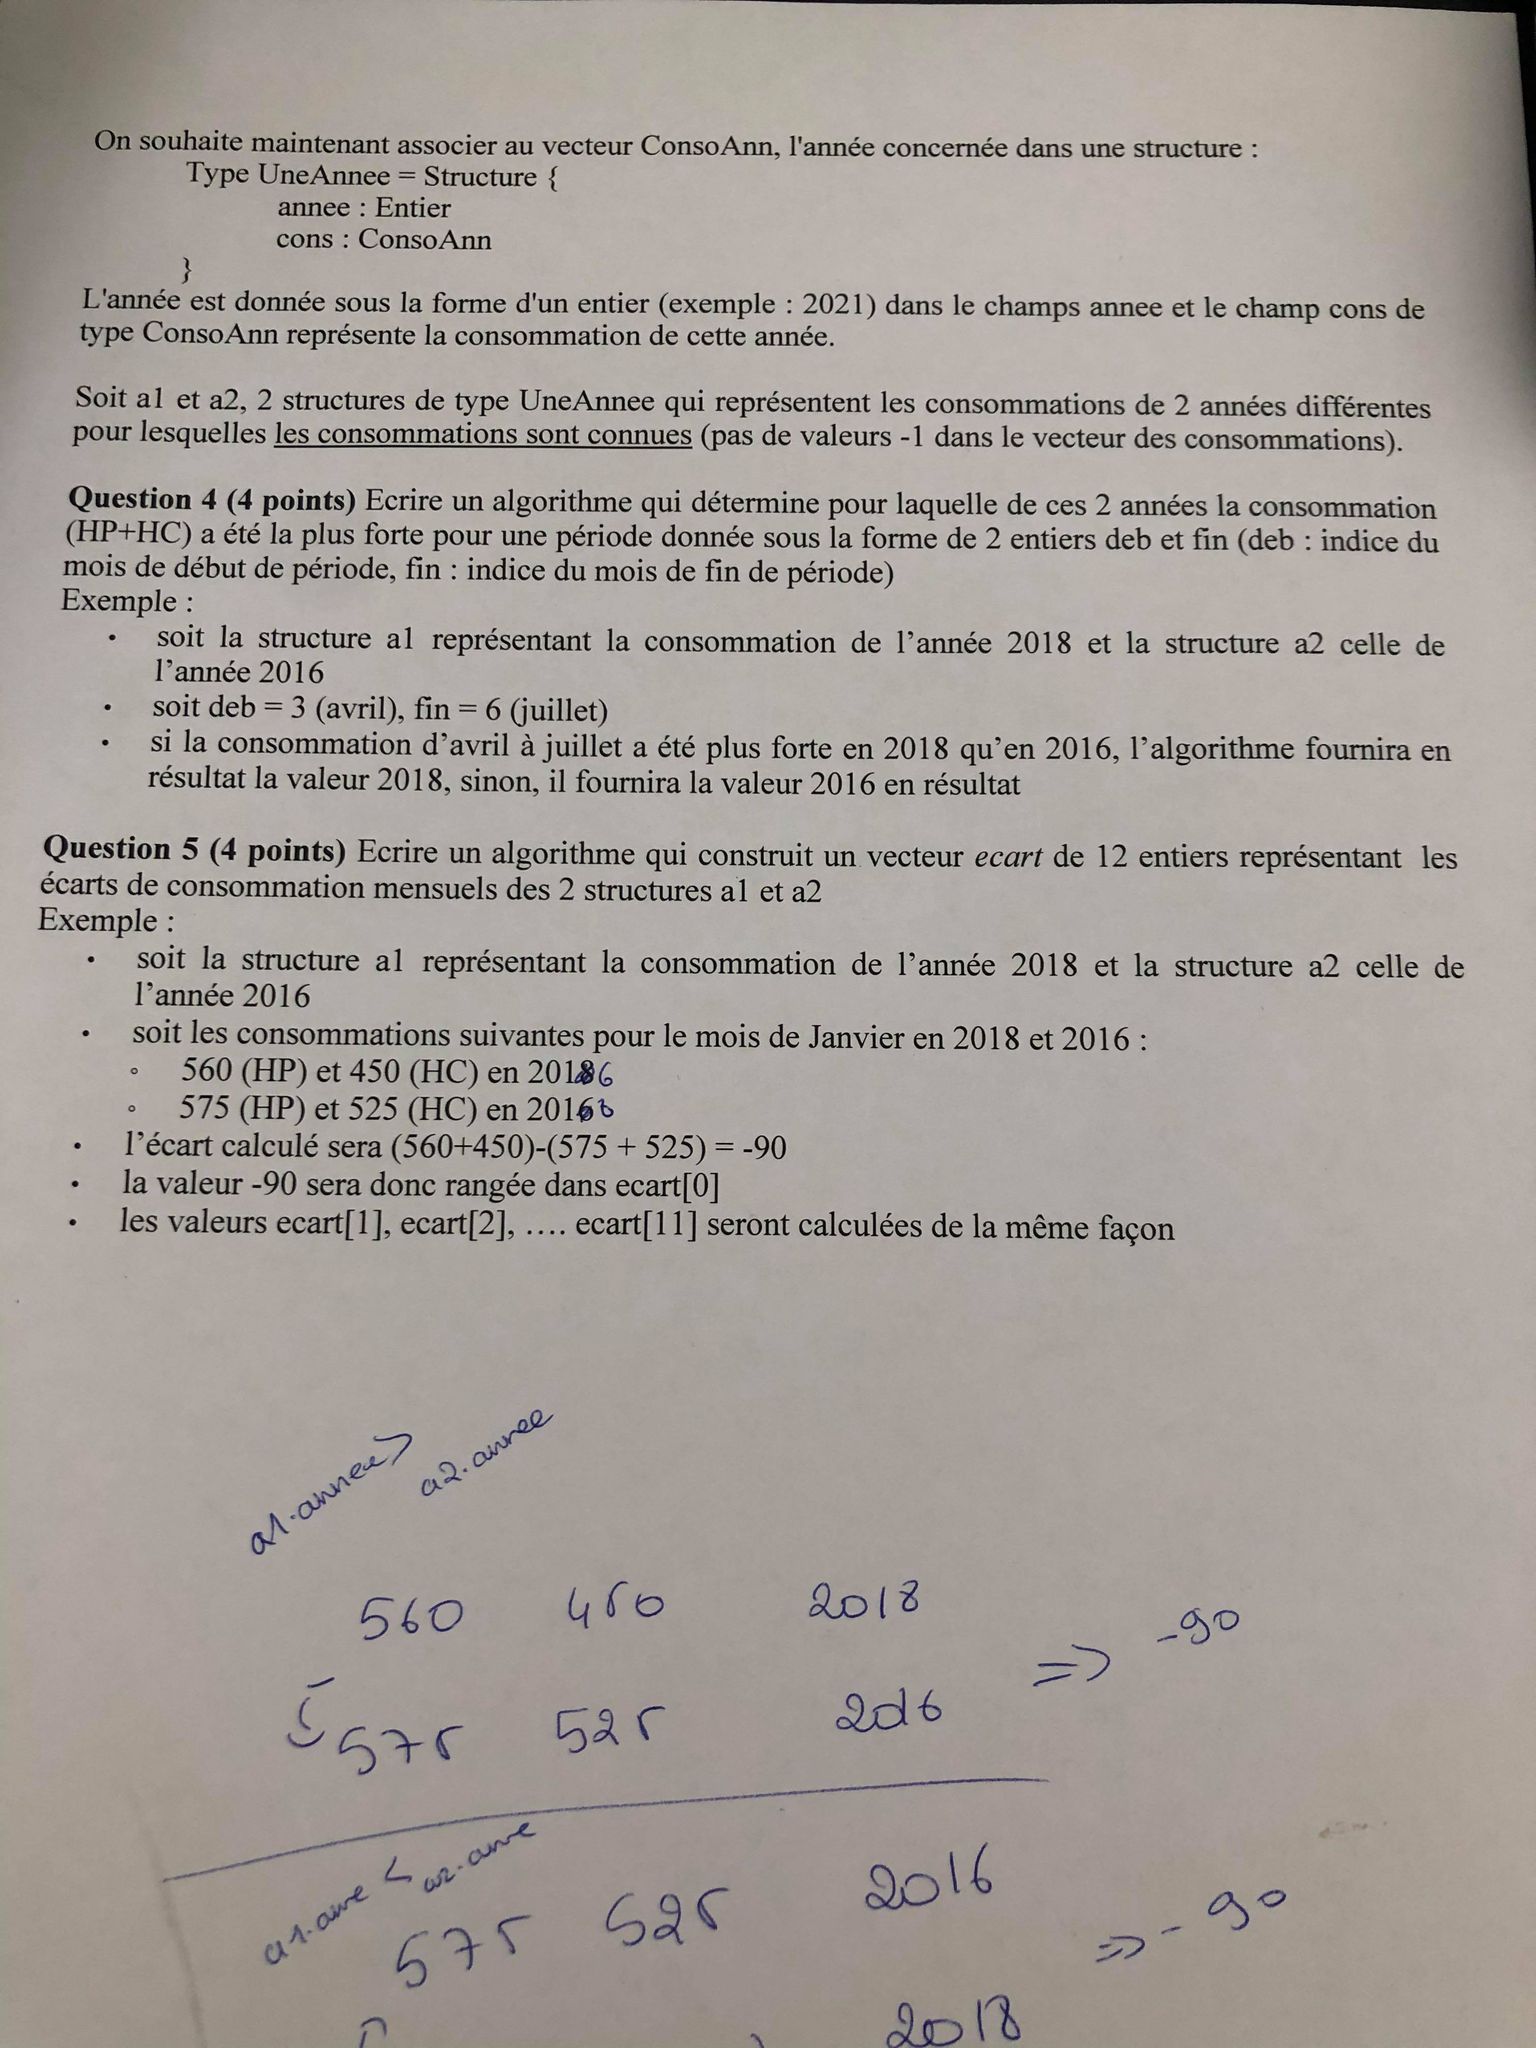 On souhaite maintenant associer au vecteur ConsoAnn, l'année concernée dans une structure :
Type UneAnnee = Structure {
annee : Entier
cons : ConsoAnn
}
L'année est donnée sous la forme d'un entier (exemple : 2021) dans le champs annee et le champ cons de
type ConsoAnn représente la consommation de cette année.
Soit a1 et a2, 2 structures de type UneAnnee qui représentent les consommations de 2 années différentes
pour lesquelles les consommations sont connues (pas de valeurs -1 dans le vecteur des consommations).
Question 4 (4 points) Ecrire un algorithme qui détermine pour laquelle de ces 2 années la consommation
(HP+HC) a été la plus forte pour une période donnée sous la forme de 2 entiers deb et fin (deb : indice du
mois de début de période, fin : indice du mois de fin de période)
Exemple :
• soit la structure a1 représentant la consommation de l’année 2018 et la structure a2 celle de
l’année 2016
• soit deb = 3 (avril), fin = 6 (juillet)
• si la consommation d’avril à juillet a été plus forte en 2018 qu’en 2016, l’algorithme fournira en
résultat la valeur 2018, sinon, il fournira la valeur 2016 en résultat
Question 5 (4 points) Ecrire un algorithme qui construit un vecteur ecart de 12 entiers représentant les
écarts de consommation mensuels des 2 structures a1 et a2
Exemple :
• soit la structure a1 représentant la consommation de l’année 2018 et la structure a2 celle de
l’année 2016
• soit les consommations suivantes pour le mois de Janvier en 2018 et 2016 :
◦ 560 (HP) et 450 (HC) en 20186
◦ 575 (HP) et 525 (HC) en 20168
• l’écart calculé sera (560+450)-(575 + 525) = -90
• la valeur -90 sera donc rangée dans ecart[0]
• les valeurs ecart[1], ecart[2], …. ecart[11] seront calculées de la même façon
a1.annee >
a2.annee
560 450 2018
=> -90
575 525 2016
a1.anne < a2.anne
575 525 2016
=> -90
2018